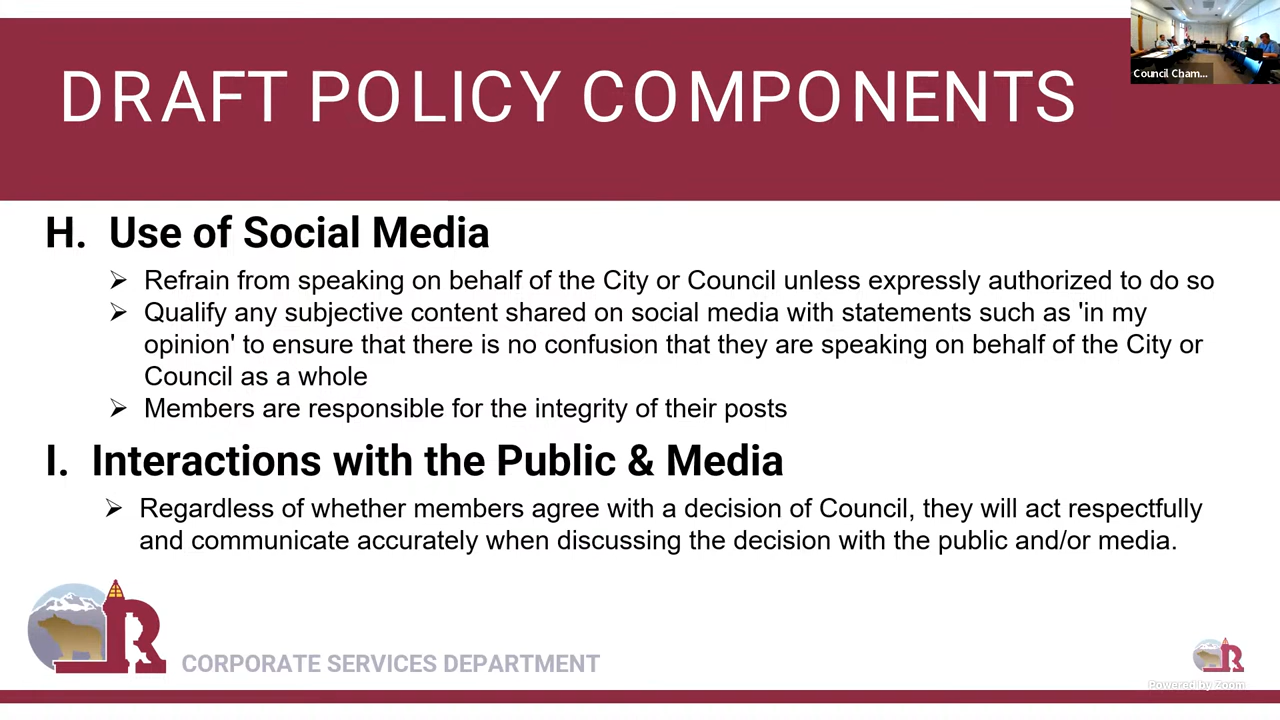 DRAFT POLICY COMPONENTS
Council Cham...
H. Use of Social Media
➢ Refrain from speaking on behalf of the City or Council unless expressly authorized to do so
➢ Qualify any subjective content shared on social media with statements such as 'in my
opinion' to ensure that there is no confusion that they are speaking on behalf of the City or
Council as a whole
➢ Members are responsible for the integrity of their posts
I. Interactions with the Public & Media
➢ Regardless of whether members agree with a decision of Council, they will act respectfully
and communicate accurately when discussing the decision with the public and/or media.
R
CORPORATE SERVICES DEPARTMENT
R
Powered by Zoom